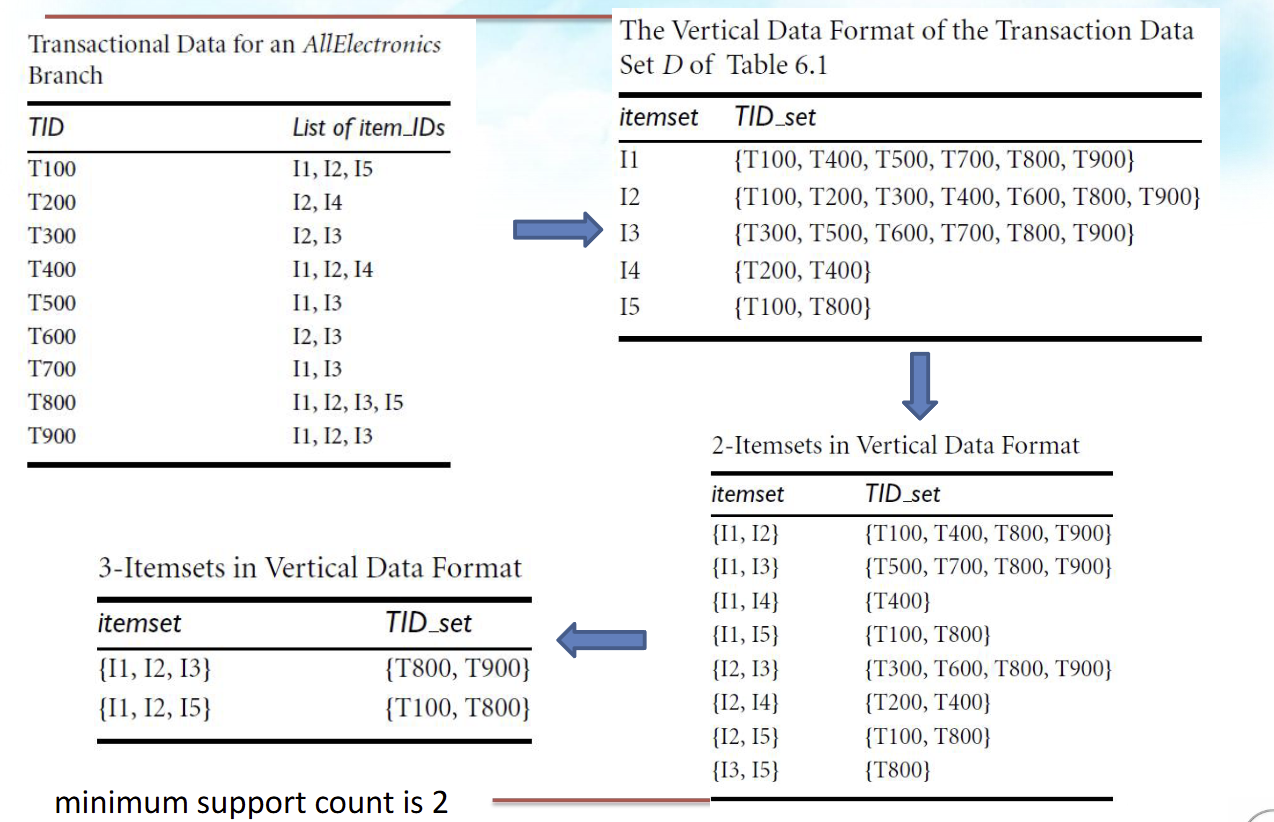 Transactional Data for an AllElectronics
Branch
TID List of item_IDs
T100 I1, I2, I5
T200 I2, I4
T300 I2, I3
T400 I1, I2, I4
T500 I1, I3
T600 I2, I3
T700 I1, I3
T800 I1, I2, I3, I5
T900 I1, I2, I3
The Vertical Data Format of the Transaction Data
Set D of Table 6.1
itemset TID_set
I1 {T100, T400, T500, T700, T800, T900}
I2 {T100, T200, T300, T400, T600, T800, T900}
I3 {T300, T500, T600, T700, T800, T900}
I4 {T200, T400}
I5 {T100, T800}
2-Itemsets in Vertical Data Format
itemset TID_set
{I1, I2} {T100, T400, T800, T900}
{I1, I3} {T500, T700, T800, T900}
{I1, I4} {T400}
{I1, I5} {T100, T800}
{I2, I3} {T300, T600, T800, T900}
{I2, I4} {T200, T400}
{I2, I5} {T100, T800}
{I3, I5} {T800}
3-Itemsets in Vertical Data Format
itemset TID_set
{I1, I2, I3} {T800, T900}
{I1, I2, I5} {T100, T800}
minimum support count is 2